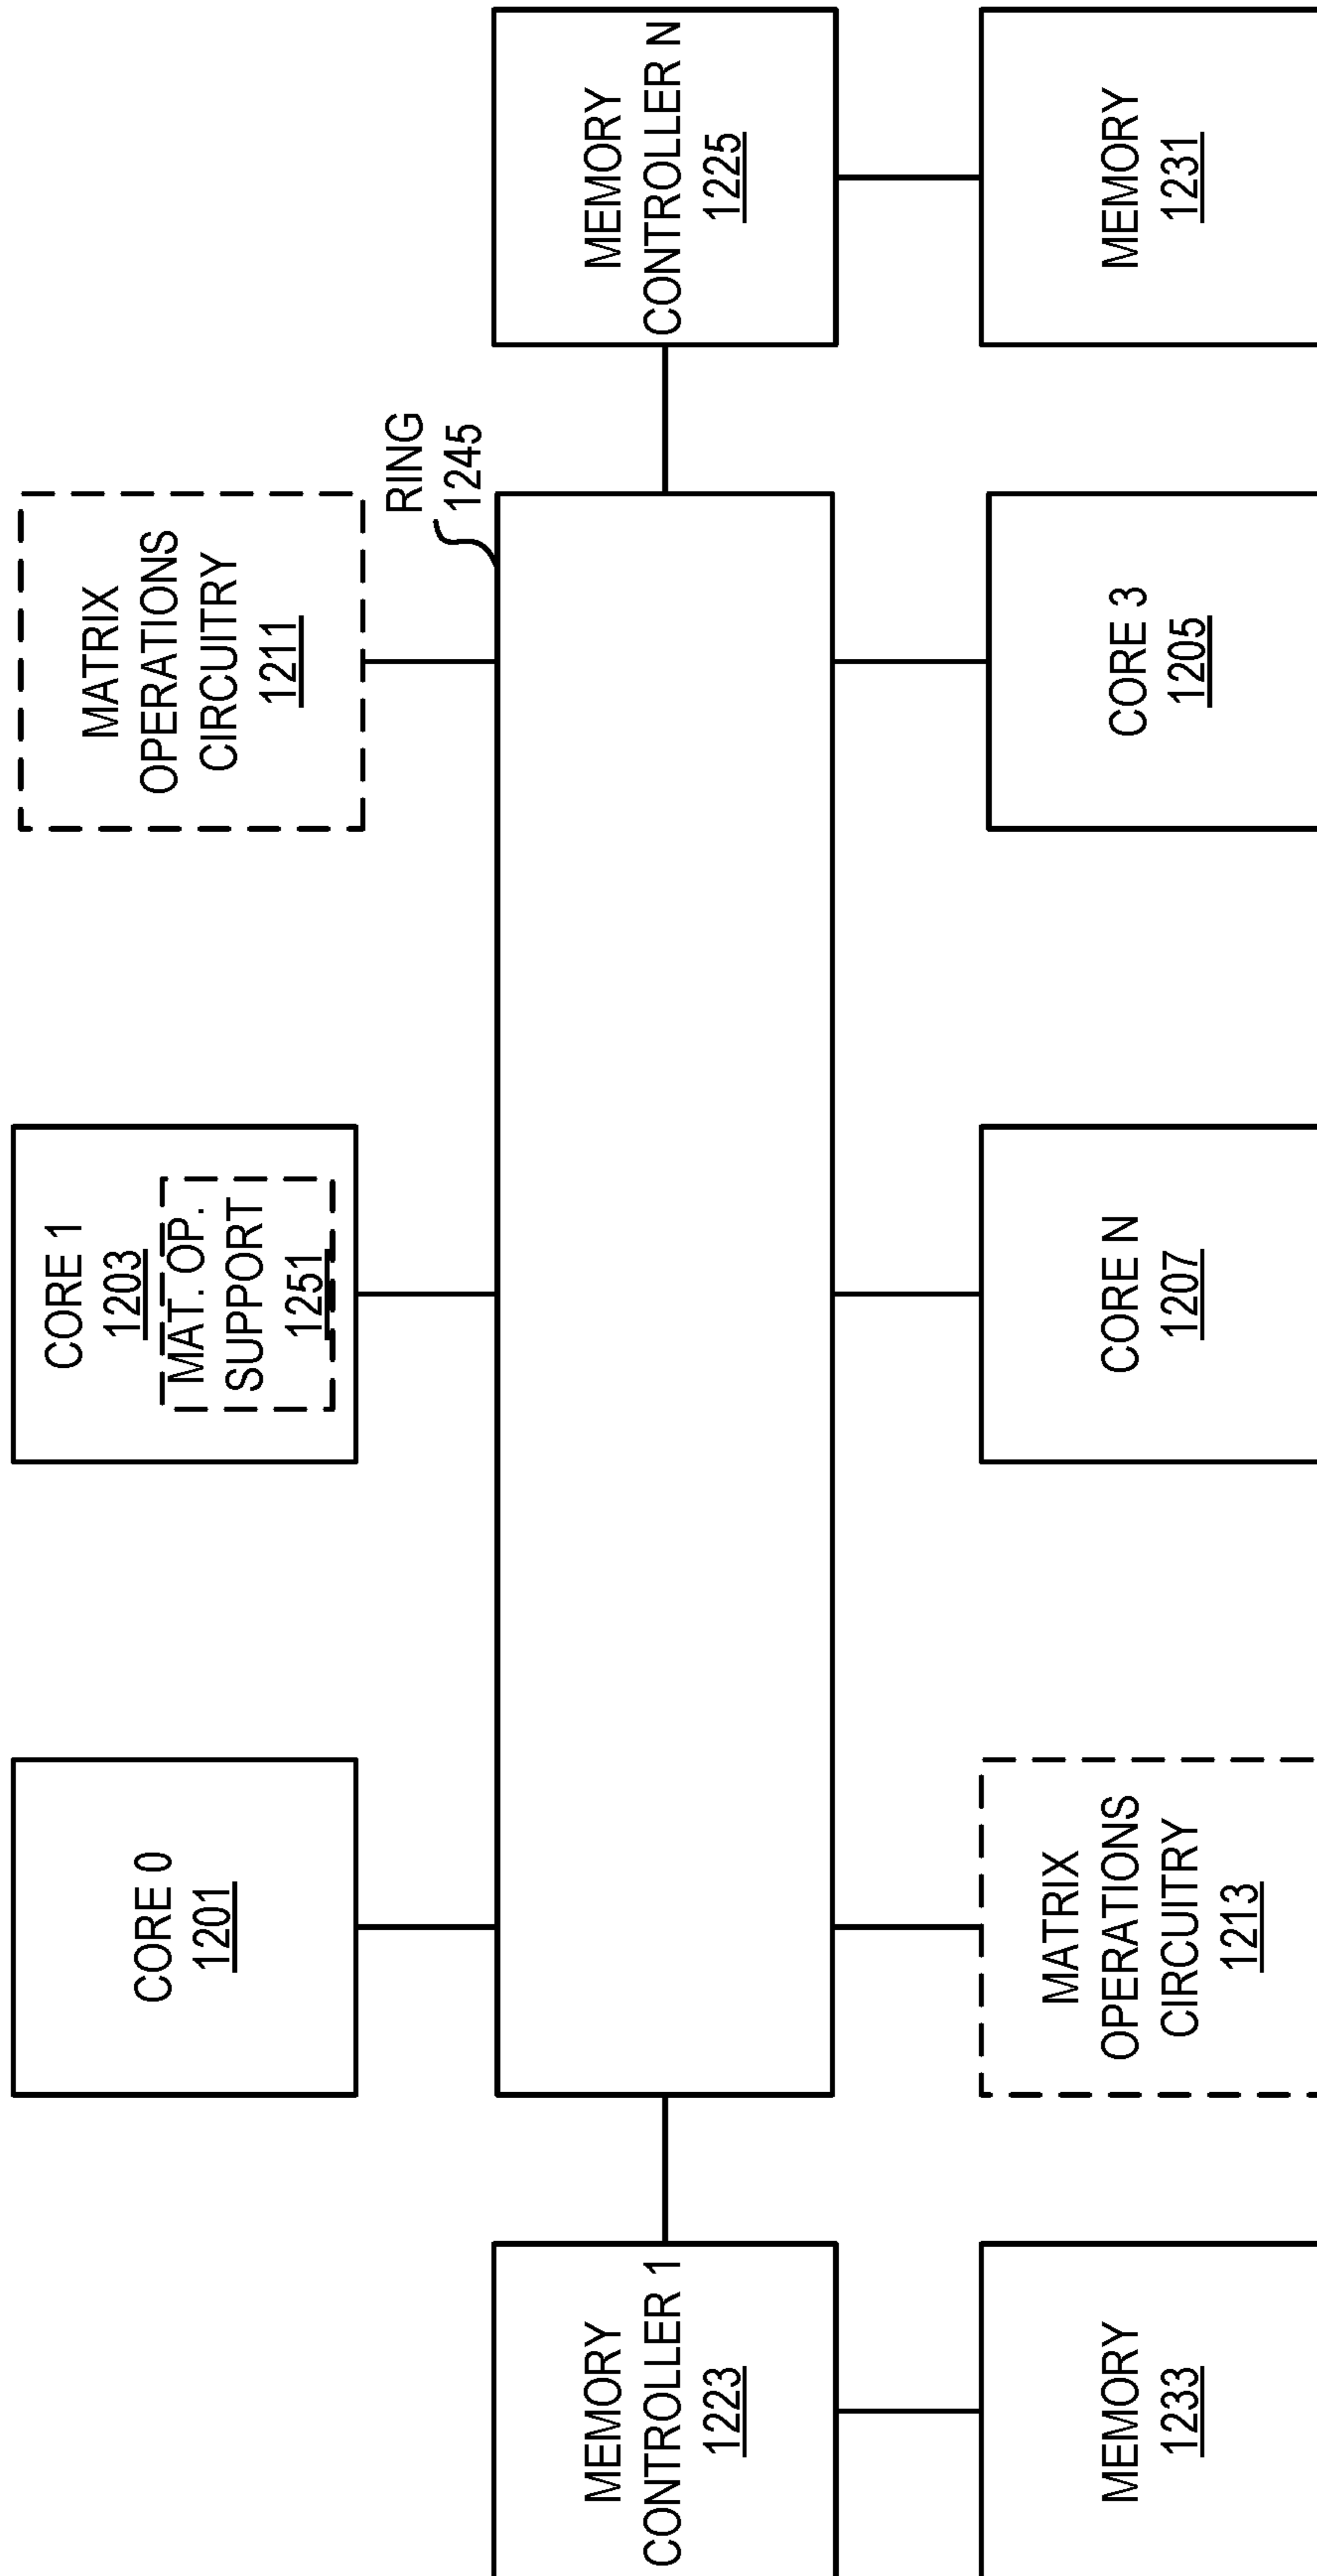 CORE 0
1201
CORE 1
1203
MAT. OP.
SUPPORT
1251
MATRIX
OPERATIONS
CIRCUITRY
1211
RING
1245
MEMORY
CONTROLLER 1
1223
MEMORY
CONTROLLER N
1225
MEMORY
1233
MATRIX
OPERATIONS
CIRCUITRY
1213
CORE N
1207
CORE 3
1205
MEMORY
1231